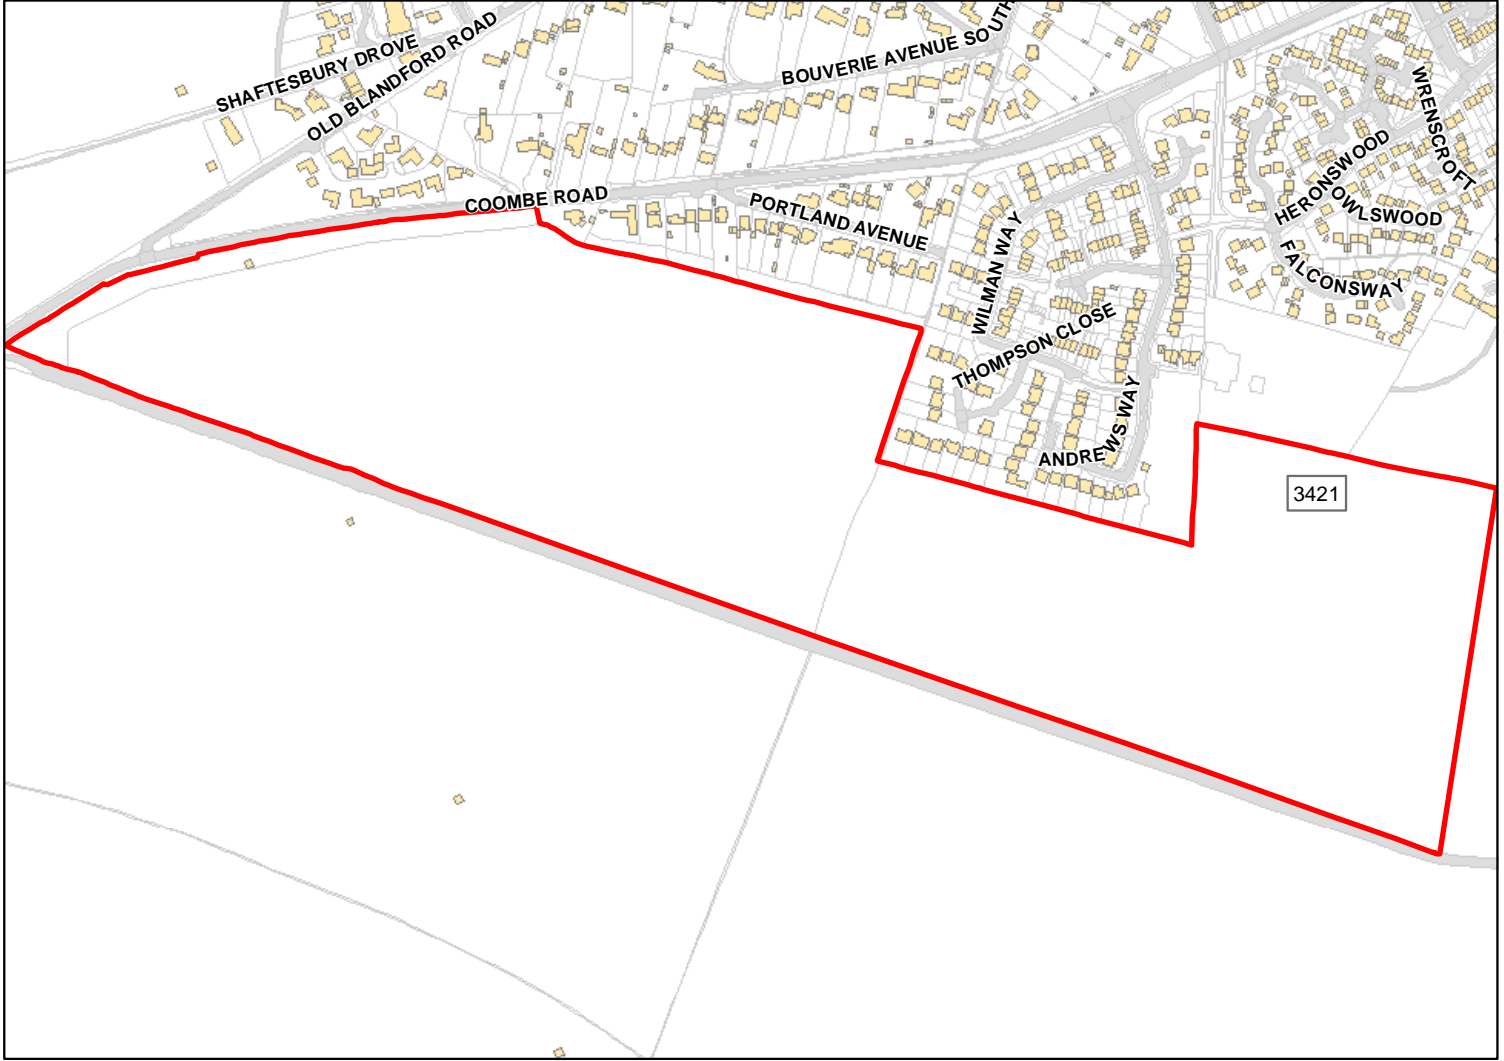 SHAFTESBURY DROVE
OLD BLANDFORD ROAD
BOUVERIE AVENUE SOUTH
WRENSCROFT
HERONSWOOD
OWLSWOOD
FALCONSWAY
COOMBE ROAD
PORTLAND AVENUE
WILMAN WAY
THOMPSON CLOSE
ANDREWS WAY
3421